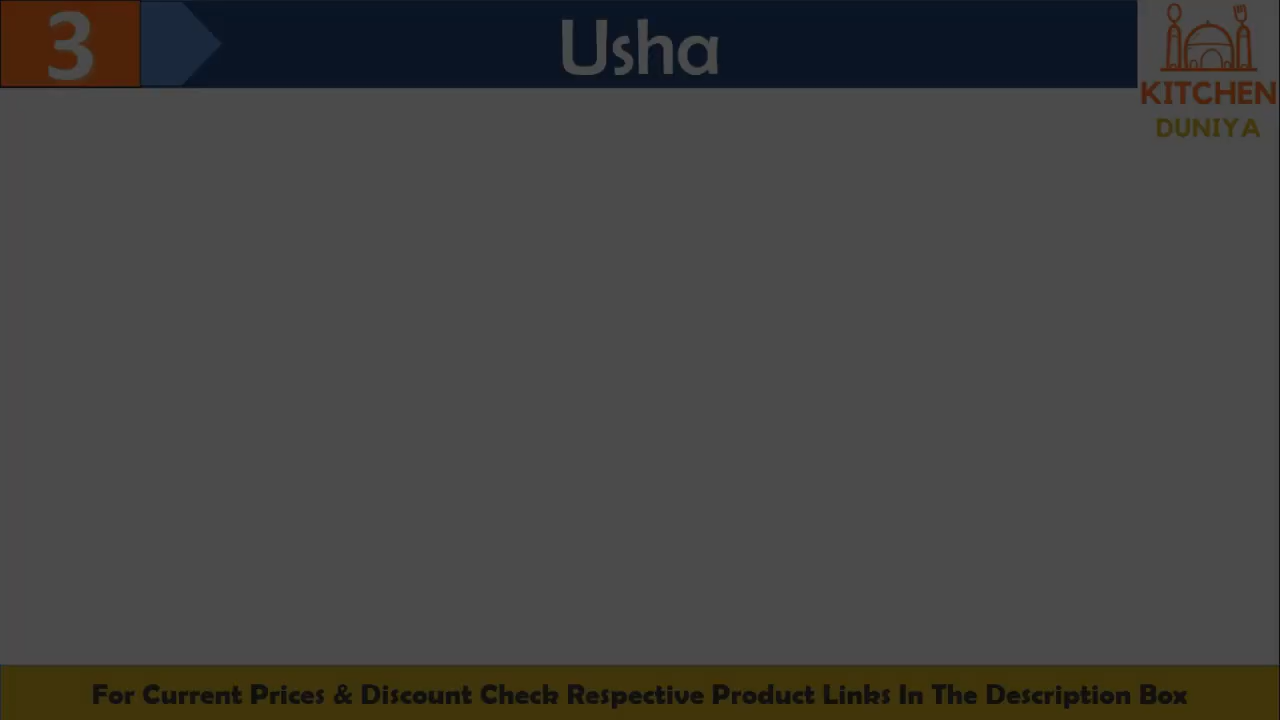 3
Usha
KITCHEN
DUNIYA
For Current Prices & Discount Check Respective Product Links In The Description Box